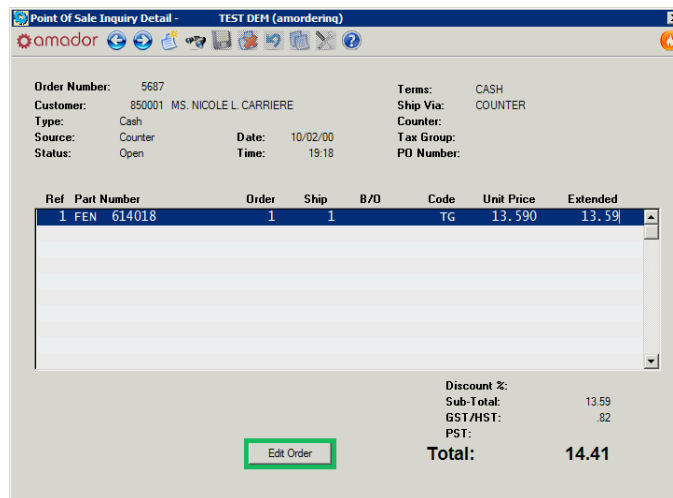 Point Of Sale Inquiry Detail - TEST DEM (amordering)
amador
Order Number: 5687 Terms: CASH
Customer: 850001 MS. NICOLE L. CARRIERE Ship Via: COUNTER
Type: Cash Counter:
Source: Counter Date: 10/02/00 Tax Group:
Status: Open Time: 19:18 PO Number:
Ref Part Number Order Ship B/O Code Unit Price Extended
1 FEN 614018 1 1 TG 13.590 13.59
Discount %:
Sub-Total: 13.59
GST/HST: .82
PST:
Edit Order Total: 14.41